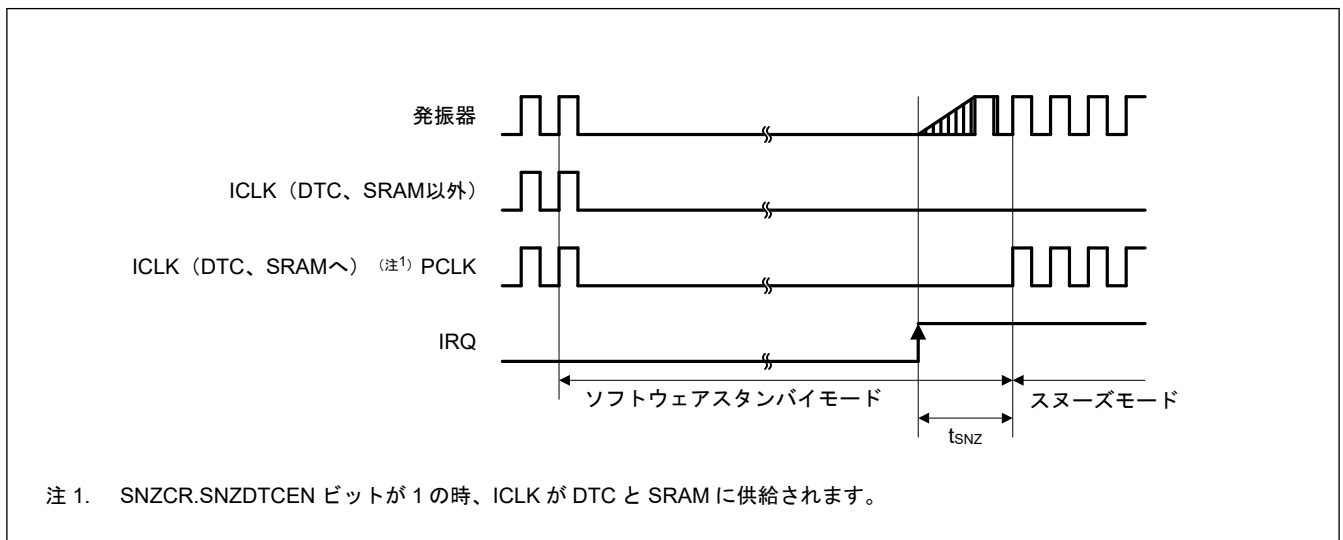 発振器
ICLK（DTC、SRAM以外）
ICLK（DTC、SRAMへ）（注1）PCLK
IRQ
ソフトウェアスタンバイモード
スヌーズモード
tSNZ
注 1. SNZCR.SNZDTCEN ビットが 1 の時、ICLK が DTC と SRAM に供給されます。